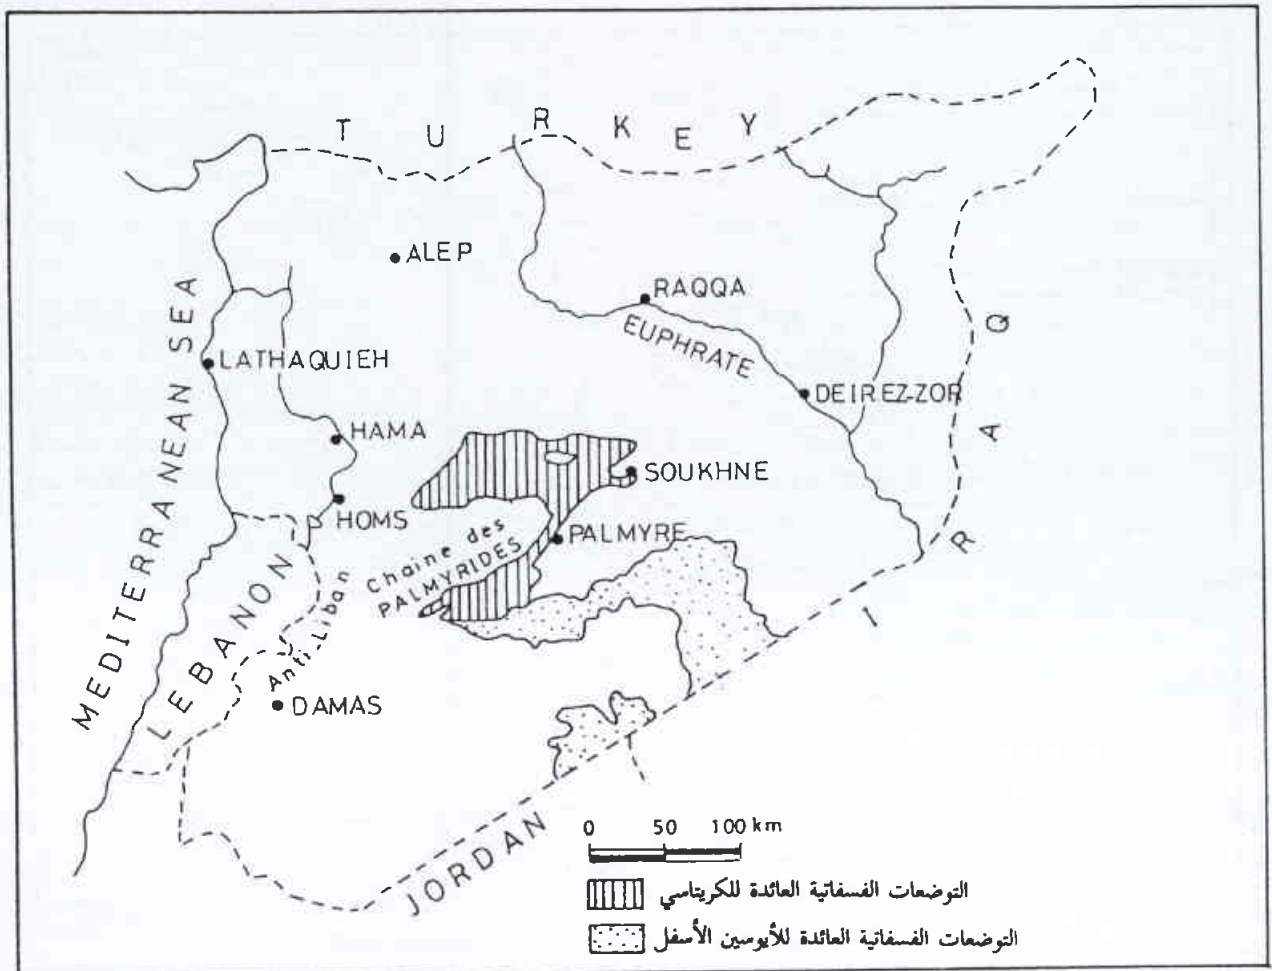 TURKEY
ALEP
RAQQA
EUPHRATE
MEDITERRANEAN SEA
LATHAQUIEH
DEIREZ-ZOR
IRAQ
HAMA
SOUKHNE
HOMS
PALMYRE
Chaine des
PALMYRIDES
LEBANON
Anti-Liban
DAMAS
JORDAN
0 50 100 km
التوضعات الفسفاتية العائدة للكريتاسي
التوضعات الفسفاتية العائدة للأيوسين الأسفل